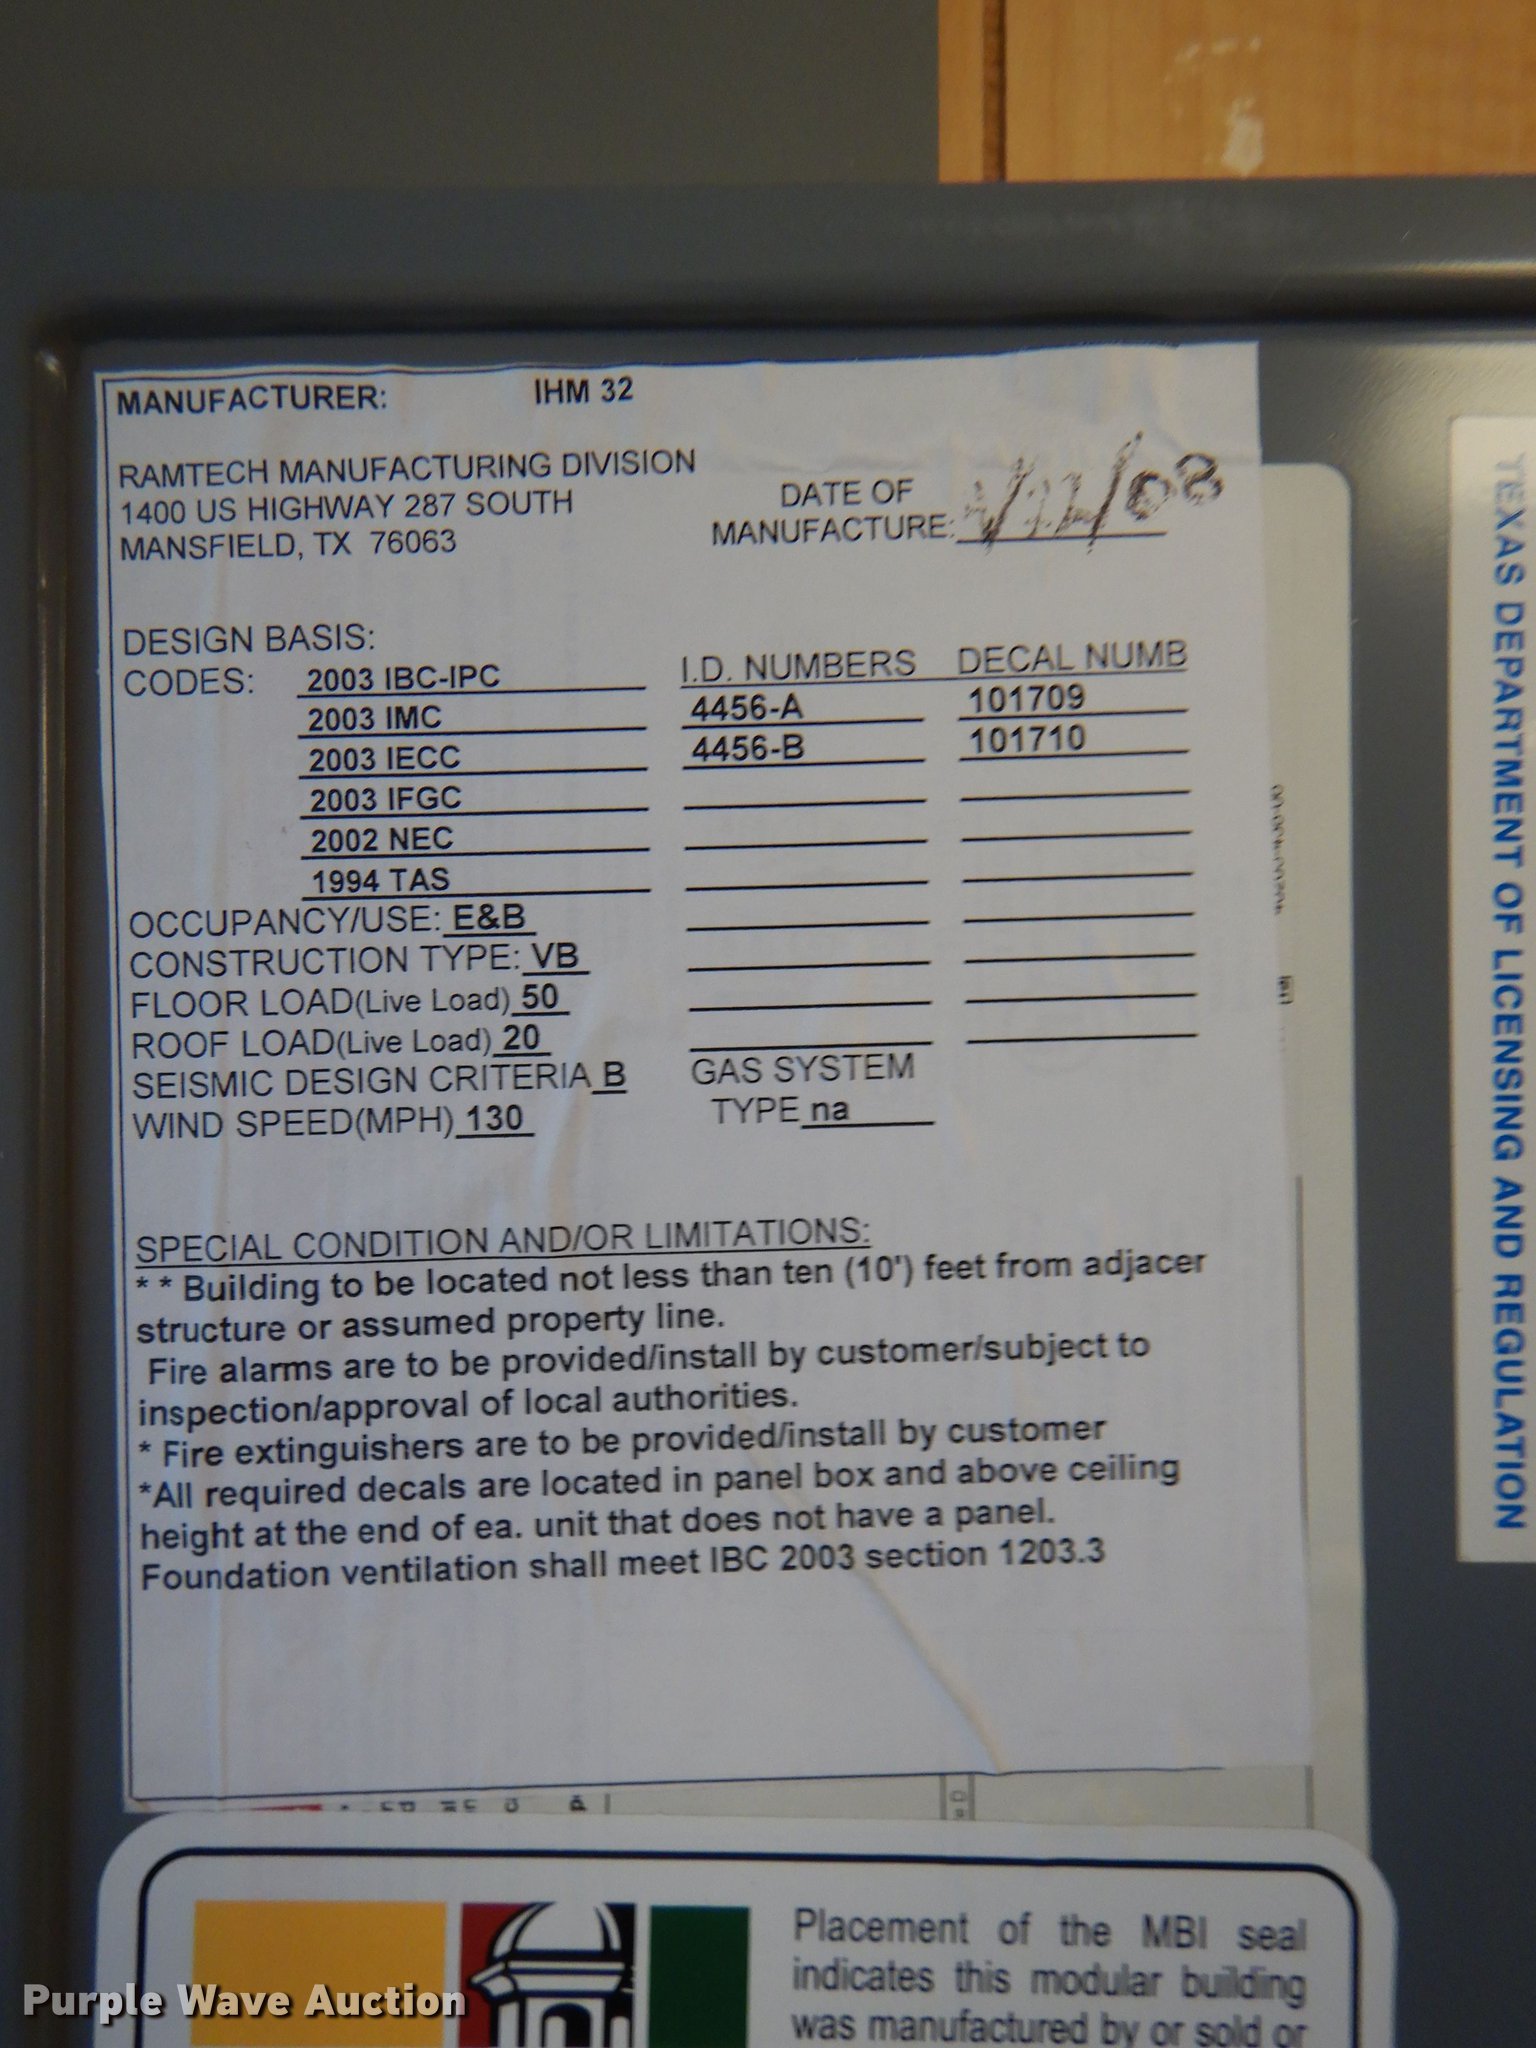 MANUFACTURER: IHM 32
RAMTECH MANUFACTURING DIVISION
1400 US HIGHWAY 287 SOUTH
MANSFIELD, TX 76063
DATE OF
MANUFACTURE:
DESIGN BASIS:
CODES: 2003 IBC-IPC
2003 IMC
2003 IECC
2003 IFGC
2002 NEC
1994 TAS
I.D. NUMBERS DECAL NUMB
4456-A 101709
4456-B 101710
OCCUPANCY/USE: E&B
CONSTRUCTION TYPE: VB
FLOOR LOAD(Live Load) 50
ROOF LOAD(Live Load) 20
SEISMIC DESIGN CRITERIA B
WIND SPEED(MPH) 130
GAS SYSTEM
TYPE na
SPECIAL CONDITION AND/OR LIMITATIONS:
* * Building to be located not less than ten (10') feet from adjacer
structure or assumed property line.
Fire alarms are to be provided/install by customer/subject to
inspection/approval of local authorities.
* Fire extinguishers are to be provided/install by customer
*All required decals are located in panel box and above ceiling
height at the end of ea. unit that does not have a panel.
Foundation ventilation shall meet IBC 2003 section 1203.3
TEXAS DEPARTMENT OF LICENSING AND REGULATION
Placement of the MBI seal
indicates this modular building
was manufactured by or sold or
Purple Wave Auction